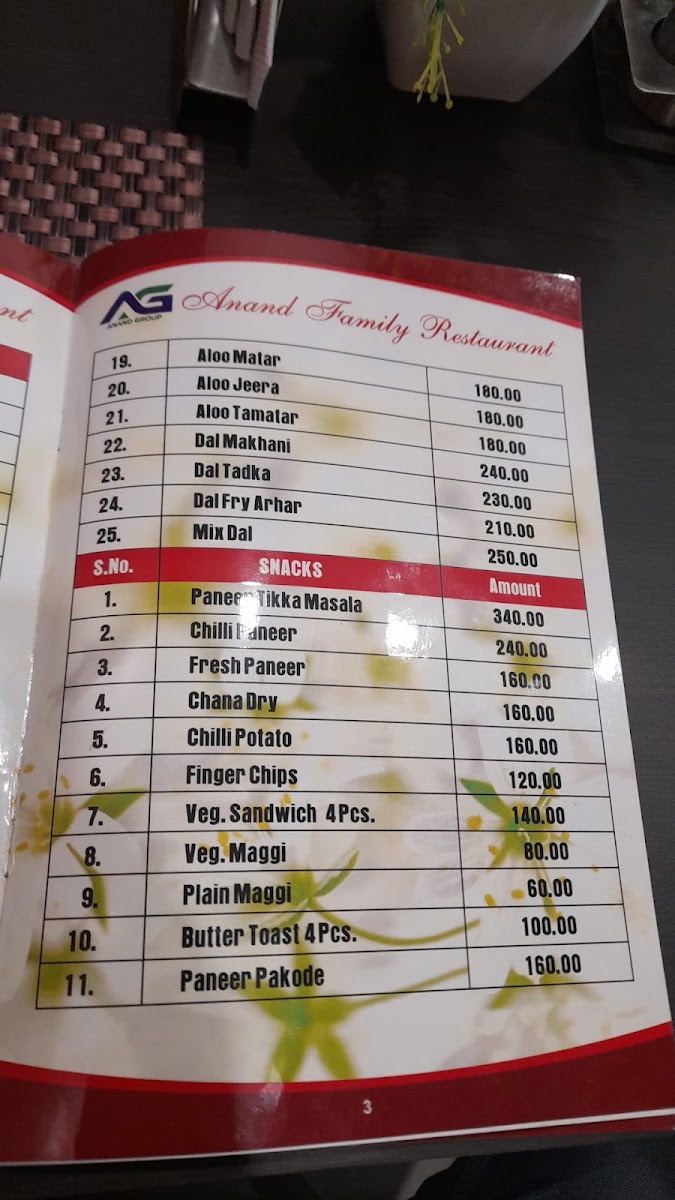 nt
AG
ANAND GROUP
Anand Family Restaurant
19. Aloo Matar 180.00
20. Aloo Jeera 180.00
21. Aloo Tamatar 180.00
22. Dal Makhani 240.00
23. Dal Tadka 230.00
24. Dal Fry Arhar 210.00
25. Mix Dal 250.00
S.No. SNACKS Amount
1. Paneer Tikka Masala 340.00
2. Chilli Paneer 240.00
3. Fresh Paneer 160.00
4. Chana Dry 160.00
5. Chilli Potato 160.00
6. Finger Chips 120.00
7. Veg. Sandwich 4Pcs. 140.00
8. Veg. Maggi 80.00
9. Plain Maggi 60.00
10. Butter Toast 4Pcs. 100.00
11. Paneer Pakode 160.00
3